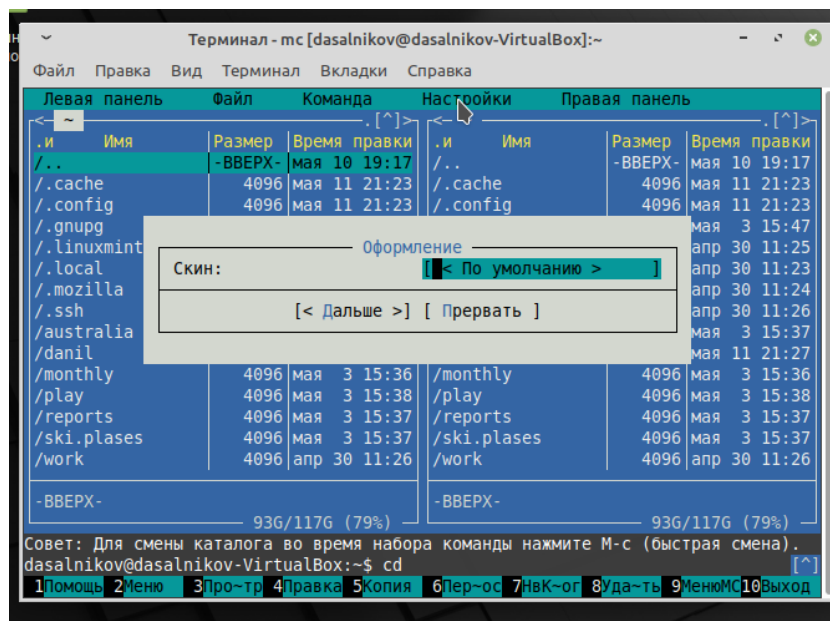 Терминал - mc [dasalnikov@dasalnikov-VirtualBox]:~
Файл Правка Вид Терминал Вкладки Справка
Левая панель Файл Команда Настройки Правая панель
<— ~ .[^]> <— .[^]>
.и Имя Размер Время правки .и Имя Размер Время правки
/.. -ВВЕРХ- мая 10 19:17 /.. -ВВЕРХ- мая 10 19:17
/.cache 4096 мая 11 21:23 /.cache 4096 мая 11 21:23
/.config 4096 мая 11 21:23 /.config 4096 мая 11 21:23
/.gnupg мая 3 15:47
/.linuxmint Оформление апр 30 11:25
/.local Скин: [ < По умолчанию > ] апр 30 11:23
/.mozilla апр 30 11:24
/.ssh [< Дальше >] [ Прервать ] апр 30 11:26
/australia мая 3 15:37
/danil мая 11 21:27
/monthly 4096 мая 3 15:36 /monthly 4096 мая 3 15:36
/play 4096 мая 3 15:38 /play 4096 мая 3 15:38
/reports 4096 мая 3 15:37 /reports 4096 мая 3 15:37
/ski.plases 4096 мая 3 15:37 /ski.plases 4096 мая 3 15:37
/work 4096 апр 30 11:26 /work 4096 апр 30 11:26
-ВВЕРХ- -ВВЕРХ-
93G/117G (79%) 93G/117G (79%)
Совет: Для смены каталога во время набора команды нажмите M-c (быстрая смена).
dasalnikov@dasalnikov-VirtualBox:~$ cd [^]
1Помощь 2Меню 3Про~тр 4Правка 5Копия 6Пер~ос 7НвК~ог 8Уда~ть 9МенюMC 10Выход